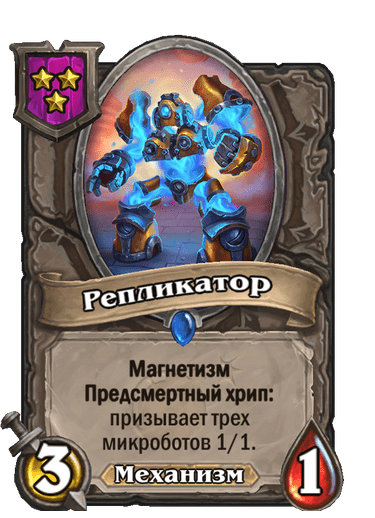 Репликатор
Магнетизм
Предсмертный хрип:
призывает трех
микроботов 1/1.
3
Механизм
1